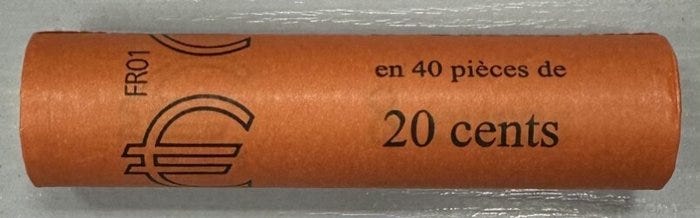 FR01
en 40 pièces de
20 cents